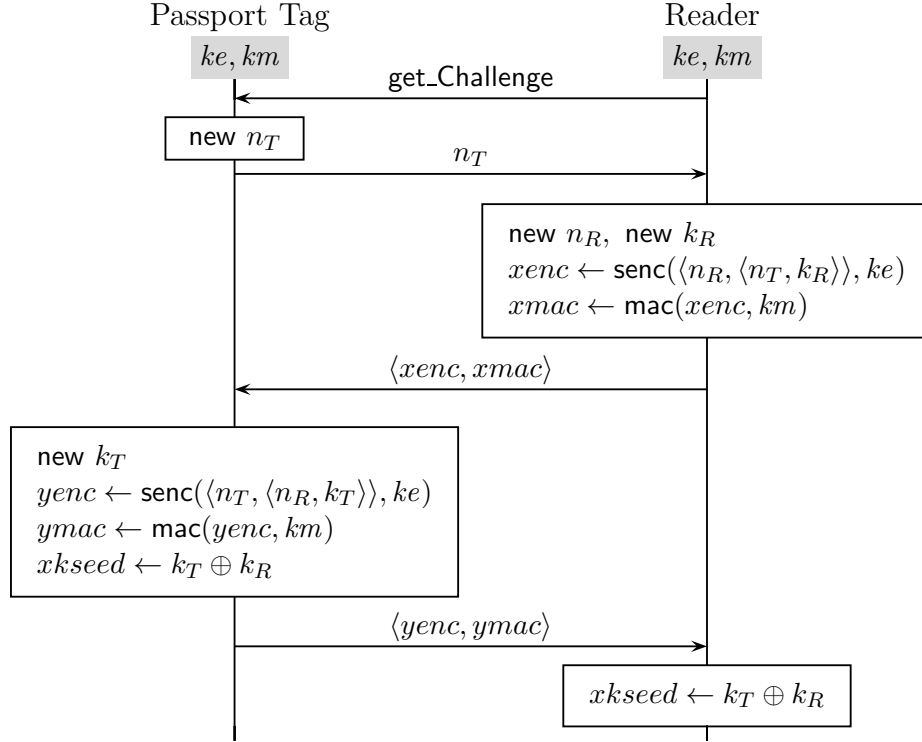 Passport Tag
Reader
ke, km
ke, km
get_Challenge
new n_T
n_T
new n_R, new k_R
xenc ← senc(⟨n_R, ⟨n_T, k_R⟩⟩, ke)
xmac ← mac(xenc, km)
⟨xenc, xmac⟩
new k_T
yenc ← senc(⟨n_T, ⟨n_R, k_T⟩⟩, ke)
ymac ← mac(yenc, km)
xkseed ← k_T ⊕ k_R
⟨yenc, ymac⟩
xkseed ← k_T ⊕ k_R